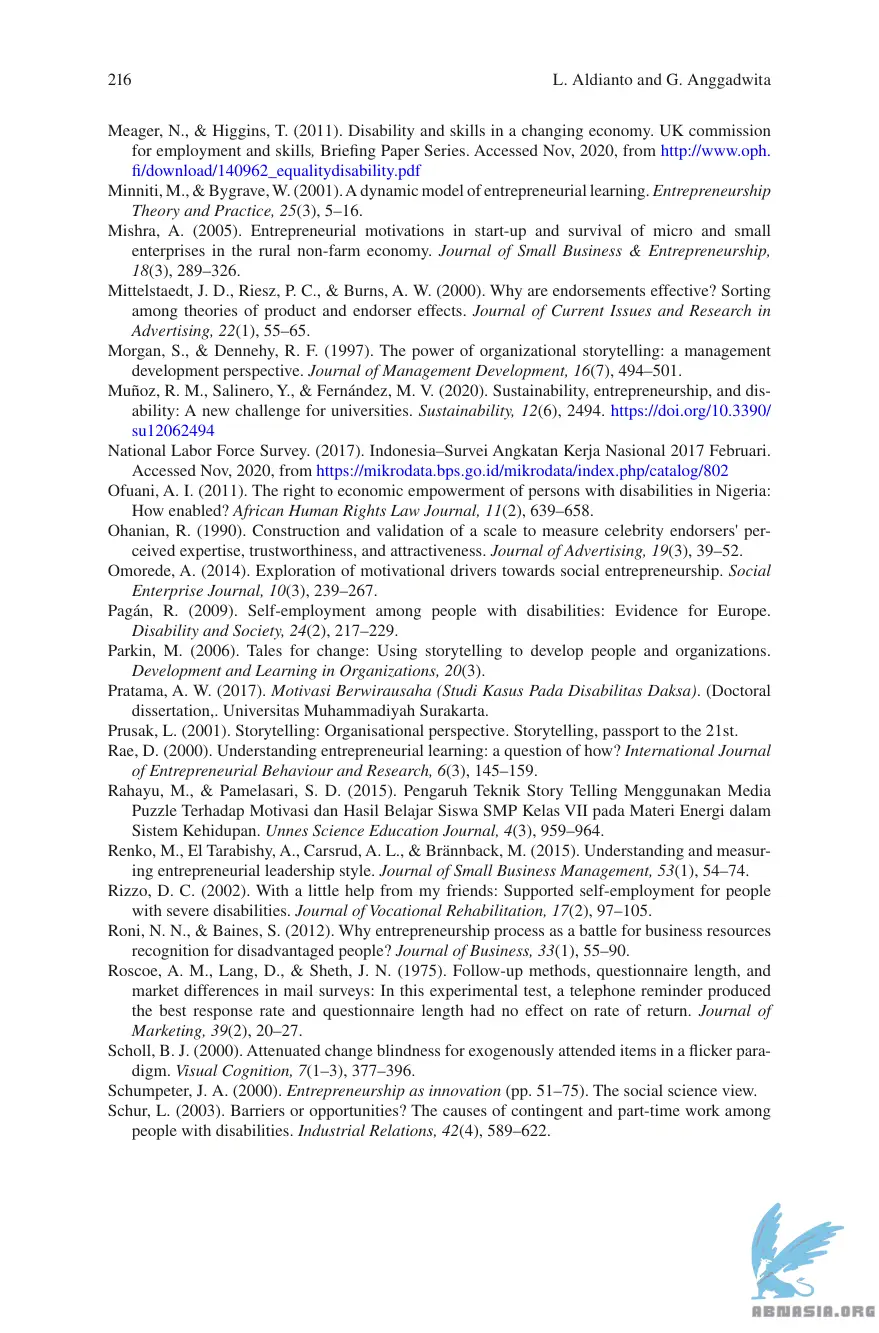 216 L. Aldianto and G. Anggadwita
Meager, N., & Higgins, T. (2011). Disability and skills in a changing economy. UK commission
for employment and skills, Briefing Paper Series. Accessed Nov, 2020, from http://www.oph.
fi/download/140962_equalitydisability.pdf
Minniti, M., & Bygrave, W. (2001). A dynamic model of entrepreneurial learning. Entrepreneurship
Theory and Practice, 25(3), 5–16.
Mishra, A. (2005). Entrepreneurial motivations in start-up and survival of micro and small
enterprises in the rural non-farm economy. Journal of Small Business & Entrepreneurship,
18(3), 289–326.
Mittelstaedt, J. D., Riesz, P. C., & Burns, A. W. (2000). Why are endorsements effective? Sorting
among theories of product and endorser effects. Journal of Current Issues and Research in
Advertising, 22(1), 55–65.
Morgan, S., & Dennehy, R. F. (1997). The power of organizational storytelling: a management
development perspective. Journal of Management Development, 16(7), 494–501.
Muñoz, R. M., Salinero, Y., & Fernández, M. V. (2020). Sustainability, entrepreneurship, and dis-
ability: A new challenge for universities. Sustainability, 12(6), 2494. https://doi.org/10.3390/
su12062494
National Labor Force Survey. (2017). Indonesia–Survei Angkatan Kerja Nasional 2017 Februari.
Accessed Nov, 2020, from https://mikrodata.bps.go.id/mikrodata/index.php/catalog/802
Ofuani, A. I. (2011). The right to economic empowerment of persons with disabilities in Nigeria:
How enabled? African Human Rights Law Journal, 11(2), 639–658.
Ohanian, R. (1990). Construction and validation of a scale to measure celebrity endorsers' per-
ceived expertise, trustworthiness, and attractiveness. Journal of Advertising, 19(3), 39–52.
Omorede, A. (2014). Exploration of motivational drivers towards social entrepreneurship. Social
Enterprise Journal, 10(3), 239–267.
Pagán, R. (2009). Self-employment among people with disabilities: Evidence for Europe.
Disability and Society, 24(2), 217–229.
Parkin, M. (2006). Tales for change: Using storytelling to develop people and organizations.
Development and Learning in Organizations, 20(3).
Pratama, A. W. (2017). Motivasi Berwirausaha (Studi Kasus Pada Disabilitas Daksa). (Doctoral
dissertation,. Universitas Muhammadiyah Surakarta.
Prusak, L. (2001). Storytelling: Organisational perspective. Storytelling, passport to the 21st.
Rae, D. (2000). Understanding entrepreneurial learning: a question of how? International Journal
of Entrepreneurial Behaviour and Research, 6(3), 145–159.
Rahayu, M., & Pamelasari, S. D. (2015). Pengaruh Teknik Story Telling Menggunakan Media
Puzzle Terhadap Motivasi dan Hasil Belajar Siswa SMP Kelas VII pada Materi Energi dalam
Sistem Kehidupan. Unnes Science Education Journal, 4(3), 959–964.
Renko, M., El Tarabishy, A., Carsrud, A. L., & Brännback, M. (2015). Understanding and measur-
ing entrepreneurial leadership style. Journal of Small Business Management, 53(1), 54–74.
Rizzo, D. C. (2002). With a little help from my friends: Supported self-employment for people
with severe disabilities. Journal of Vocational Rehabilitation, 17(2), 97–105.
Roni, N. N., & Baines, S. (2012). Why entrepreneurship process as a battle for business resources
recognition for disadvantaged people? Journal of Business, 33(1), 55–90.
Roscoe, A. M., Lang, D., & Sheth, J. N. (1975). Follow-up methods, questionnaire length, and
market differences in mail surveys: In this experimental test, a telephone reminder produced
the best response rate and questionnaire length had no effect on rate of return. Journal of
Marketing, 39(2), 20–27.
Scholl, B. J. (2000). Attenuated change blindness for exogenously attended items in a flicker para-
digm. Visual Cognition, 7(1–3), 377–396.
Schumpeter, J. A. (2000). Entrepreneurship as innovation (pp. 51–75). The social science view.
Schur, L. (2003). Barriers or opportunities? The causes of contingent and part-time work among
people with disabilities. Industrial Relations, 42(4), 589–622.
ABMASIA.ORG